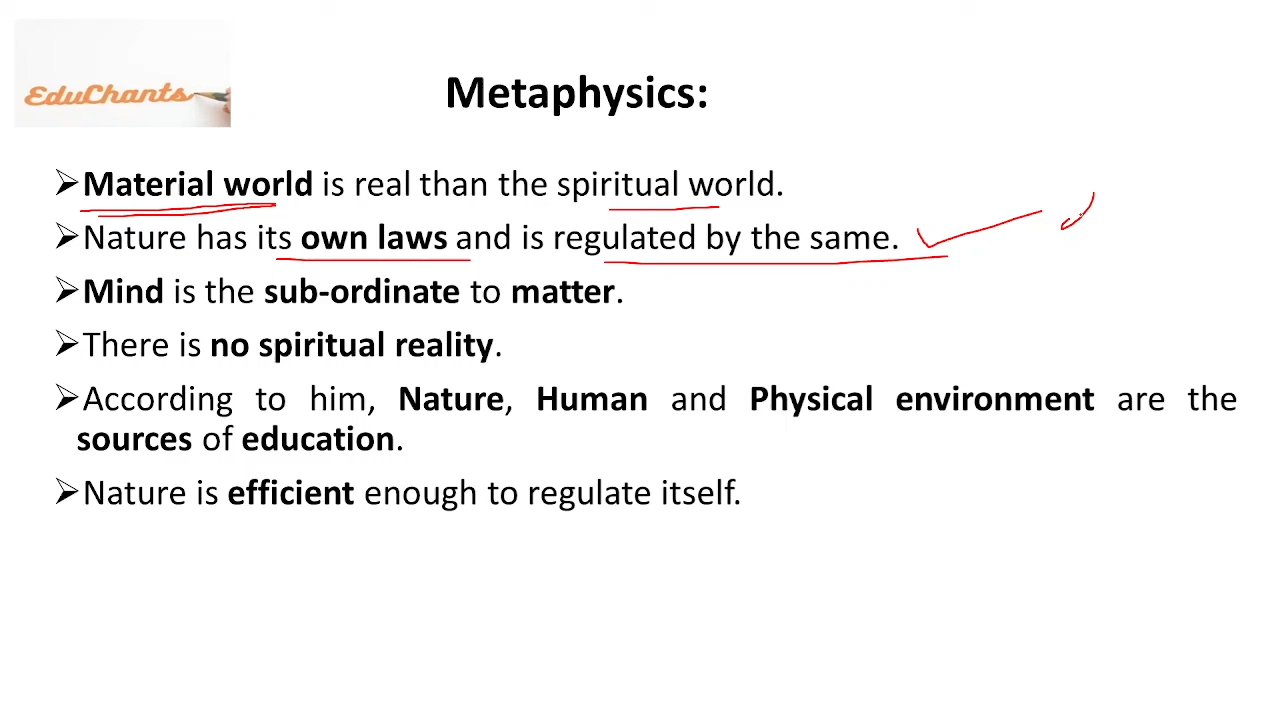 EduChants
Metaphysics:
➢Material world is real than the spiritual world.
➢Nature has its own laws and is regulated by the same.
➢Mind is the sub-ordinate to matter.
➢There is no spiritual reality.
➢According to him, Nature, Human and Physical environment are the
sources of education.
➢Nature is efficient enough to regulate itself.